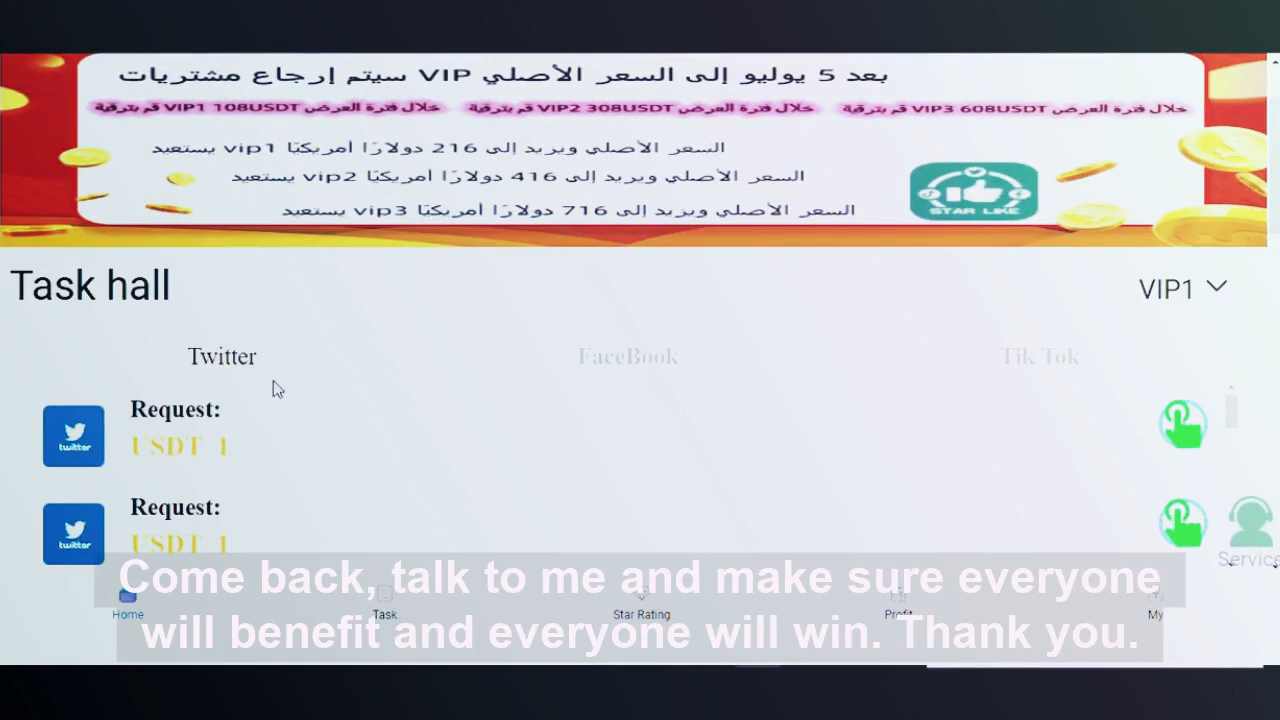 بعد 5 يوليو إلى السعر الأصلي VIP سيتم إرجاع مشتريات
خلال فترة العرض VIP1 108USDT قم بترقية
خلال فترة العرض VIP2 308USDT قم بترقية
خلال فترة العرض VIP3 608USDT قم بترقية
السعر الأصلي ويزيد إلى 216 دولارًا أمريكيًا vip1 يستعيد
السعر الأصلي ويزيد إلى 416 دولارًا أمريكيًا vip2 يستعيد
السعر الأصلي ويزيد إلى 716 دولارًا أمريكيًا vip3 يستعيد
STAR LIKE
Task hall
VIP1
Twitter
FaceBook
Tik Tok
twitter
Request:
USDT 1
twitter
Request:
USDT 1
Service
Come back, talk to me and make sure everyone
will benefit and everyone will win. Thank you.
Home
Task
Star Rating
Profit
My